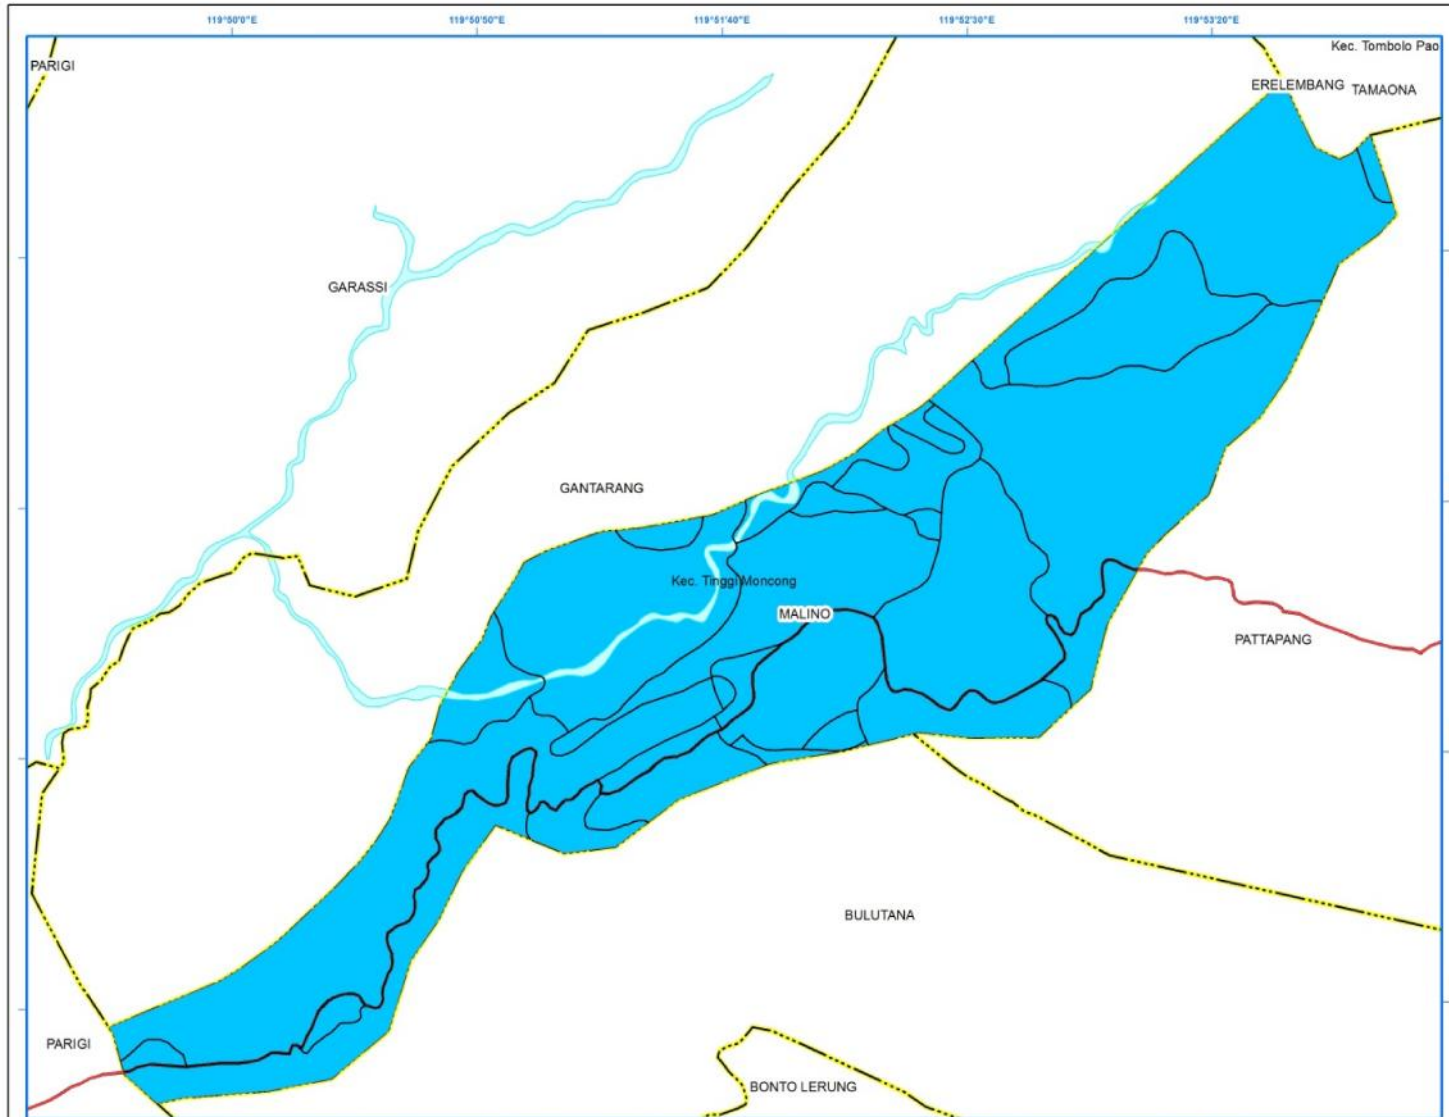 119°50'0"E
119°50'50"E
119°51'40"E
119°52'30"E
119°53'20"E
Kec. Tombolo Pao
PARIGI
ERELEMBANG
TAMAONA
GARASSI
GANTARANG
Kec. Tinggi Moncong
MALINO
PATTAPANG
BULUTANA
PARIGI
BONTO LERUNG